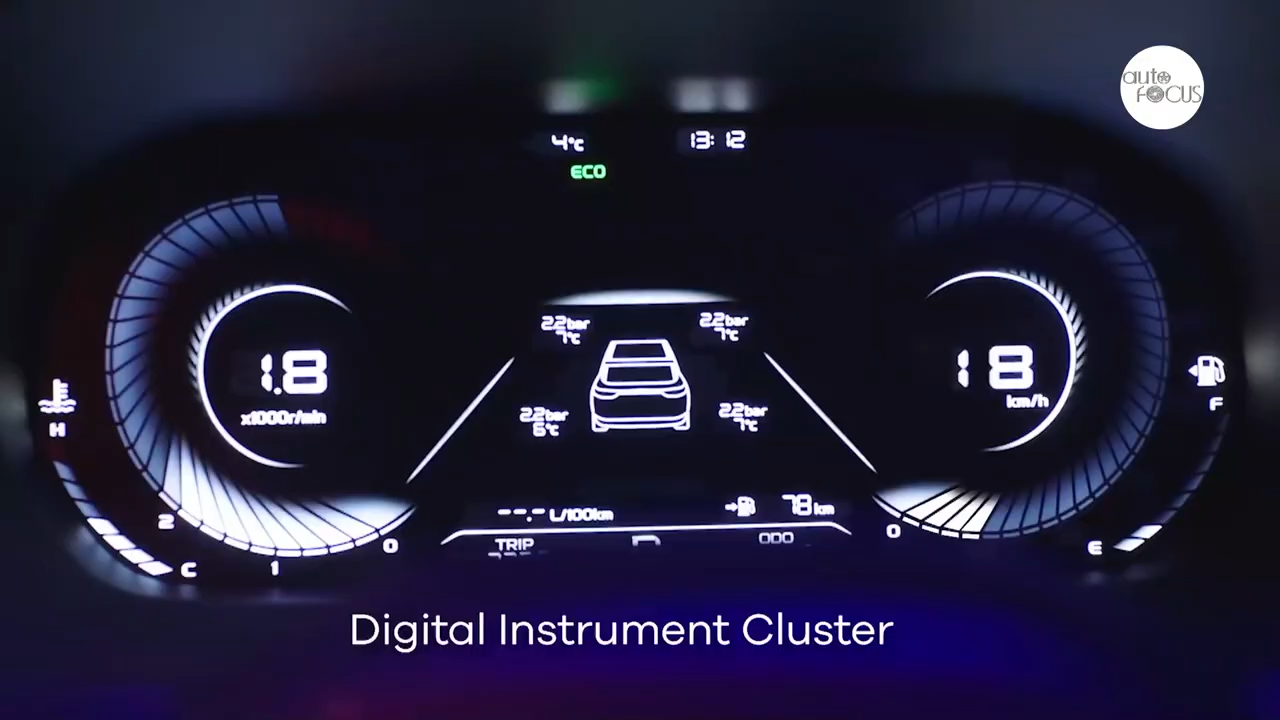 auto
FOCUS
4°c
13:12
ECO
2.2bar
7°c
2.2bar
7°c
1.8
x1000r/min
18
km/h
2.2bar
6°c
2.2bar
7°c
H
F
2
1
0
C
--.- L/100km
78km
TRIP
D
ODO
0
E
Digital Instrument Cluster